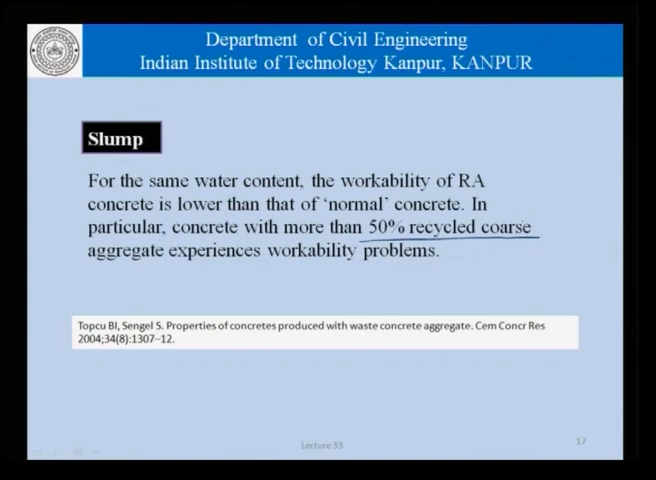 Department of Civil Engineering
Indian Institute of Technology Kanpur, KANPUR
Slump
For the same water content, the workability of RA
concrete is lower than that of ‘normal’ concrete. In
particular, concrete with more than 50% recycled coarse
aggregate experiences workability problems.
Topcu BI, Sengel S. Properties of concretes produced with waste concrete aggregate. Cem Concr Res
2004;34(8):1307–12.
Lecture 33
17